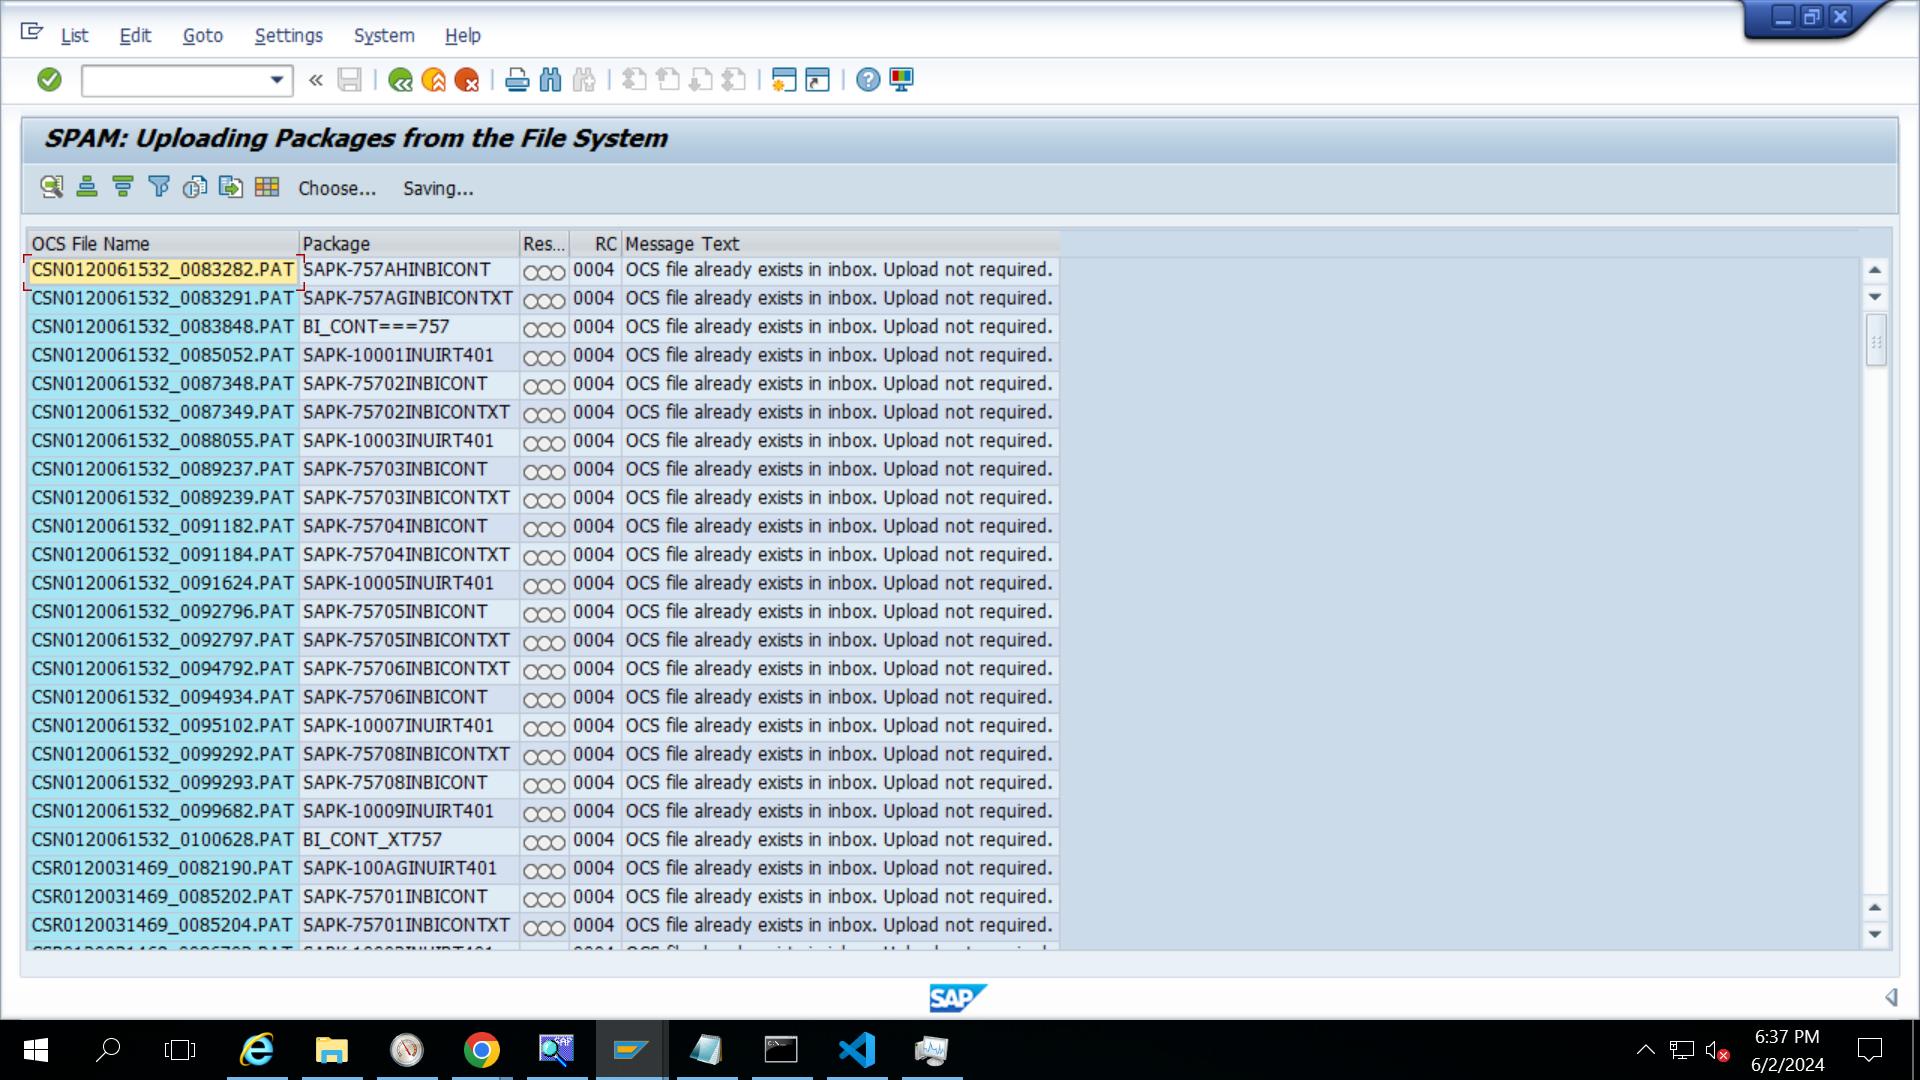 List Edit Goto Settings System Help
SPAM: Uploading Packages from the File System
Choose... Saving...
OCS File Name Package Res... RC Message Text
CSN0120061532_0083282.PAT SAPK-757AHINBICONT 0004 OCS file already exists in inbox. Upload not required.
CSN0120061532_0083291.PAT SAPK-757AGINBICONTXT 0004 OCS file already exists in inbox. Upload not required.
CSN0120061532_0083848.PAT BI_CONT===757 0004 OCS file already exists in inbox. Upload not required.
CSN0120061532_0085052.PAT SAPK-10001INUIRT401 0004 OCS file already exists in inbox. Upload not required.
CSN0120061532_0087348.PAT SAPK-75702INBICONT 0004 OCS file already exists in inbox. Upload not required.
CSN0120061532_0087349.PAT SAPK-75702INBICONTXT 0004 OCS file already exists in inbox. Upload not required.
CSN0120061532_0088055.PAT SAPK-10003INUIRT401 0004 OCS file already exists in inbox. Upload not required.
CSN0120061532_0089237.PAT SAPK-75703INBICONT 0004 OCS file already exists in inbox. Upload not required.
CSN0120061532_0089239.PAT SAPK-75703INBICONTXT 0004 OCS file already exists in inbox. Upload not required.
CSN0120061532_0091182.PAT SAPK-75704INBICONT 0004 OCS file already exists in inbox. Upload not required.
CSN0120061532_0091184.PAT SAPK-75704INBICONTXT 0004 OCS file already exists in inbox. Upload not required.
CSN0120061532_0091624.PAT SAPK-10005INUIRT401 0004 OCS file already exists in inbox. Upload not required.
CSN0120061532_0092796.PAT SAPK-75705INBICONT 0004 OCS file already exists in inbox. Upload not required.
CSN0120061532_0092797.PAT SAPK-75705INBICONTXT 0004 OCS file already exists in inbox. Upload not required.
CSN0120061532_0094792.PAT SAPK-75706INBICONTXT 0004 OCS file already exists in inbox. Upload not required.
CSN0120061532_0094934.PAT SAPK-75706INBICONT 0004 OCS file already exists in inbox. Upload not required.
CSN0120061532_0095102.PAT SAPK-10007INUIRT401 0004 OCS file already exists in inbox. Upload not required.
CSN0120061532_0099292.PAT SAPK-75708INBICONTXT 0004 OCS file already exists in inbox. Upload not required.
CSN0120061532_0099293.PAT SAPK-75708INBICONT 0004 OCS file already exists in inbox. Upload not required.
CSN0120061532_0099682.PAT SAPK-10009INUIRT401 0004 OCS file already exists in inbox. Upload not required.
CSN0120061532_0100628.PAT BI_CONT_XT757 0004 OCS file already exists in inbox. Upload not required.
CSR0120031469_0082190.PAT SAPK-100AGINUIRT401 0004 OCS file already exists in inbox. Upload not required.
CSR0120031469_0085202.PAT SAPK-75701INBICONT 0004 OCS file already exists in inbox. Upload not required.
CSR0120031469_0085204.PAT SAPK-75701INBICONTXT 0004 OCS file already exists in inbox. Upload not required.
SAP
6:37 PM
6/2/2024